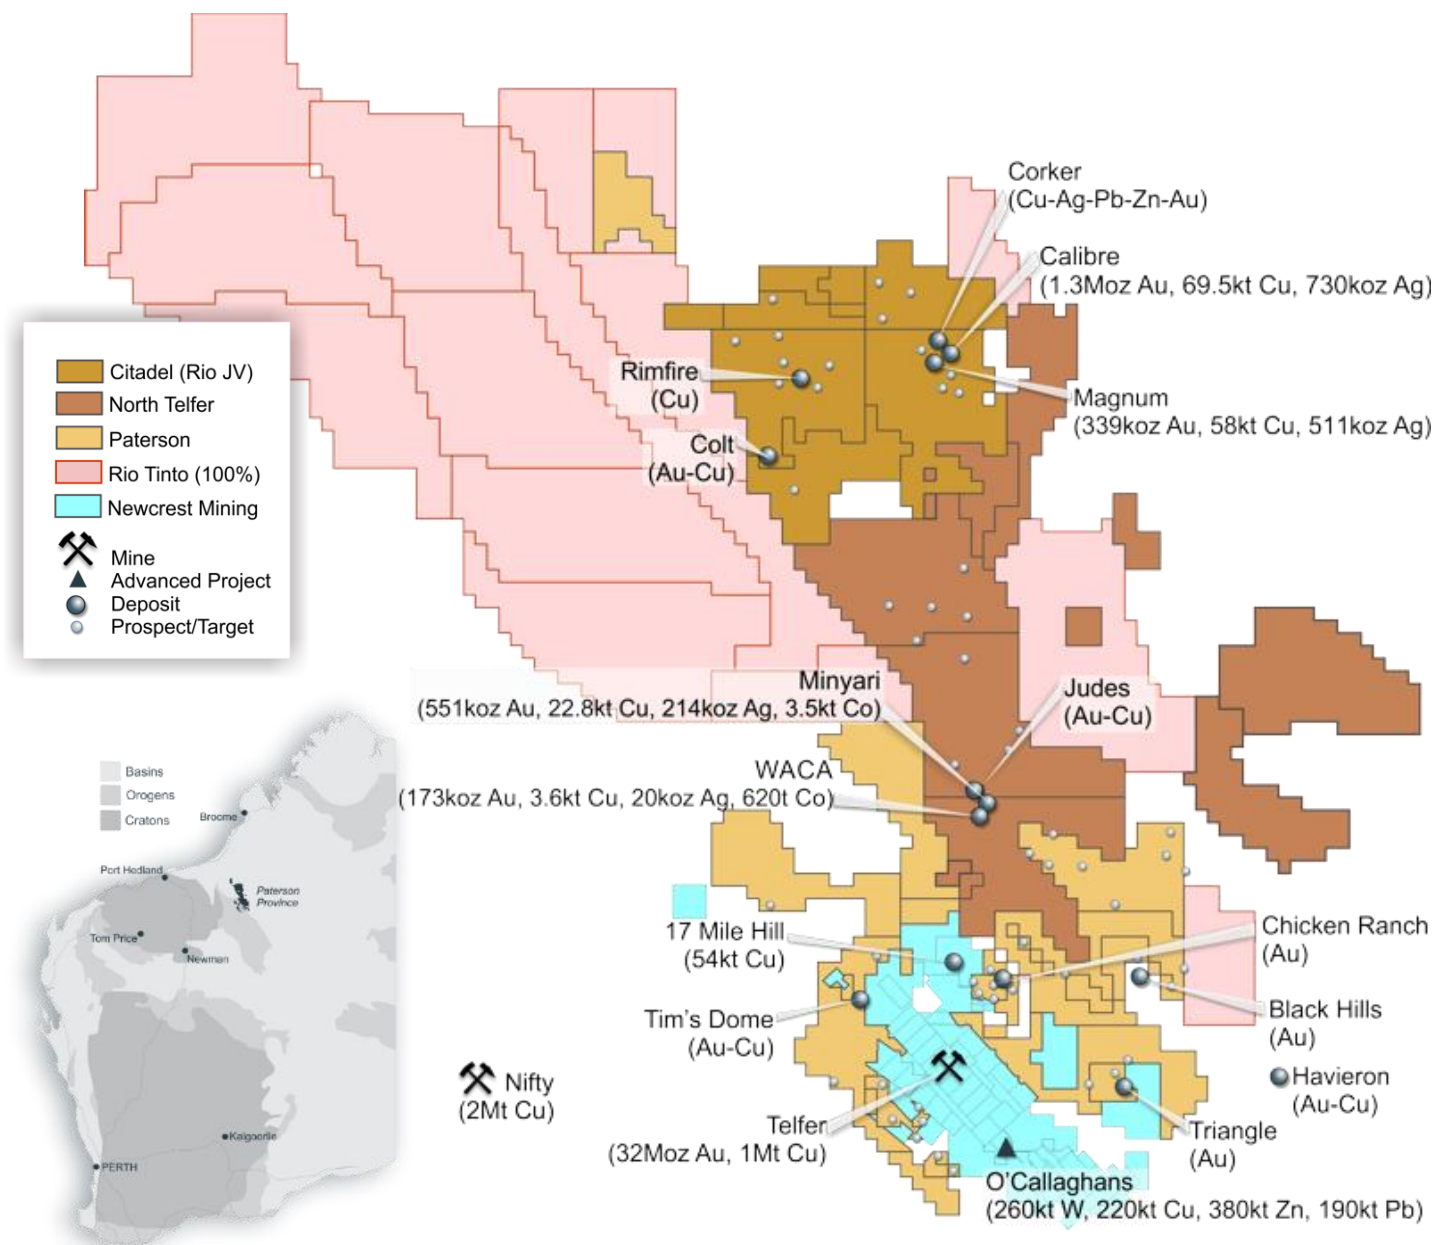 Corker
(Cu-Ag-Pb-Zn-Au)
Calibre
(1.3Moz Au, 69.5kt Cu, 730koz Ag)
Citadel (Rio JV)
North Telfer
Paterson
Rio Tinto (100%)
Newcrest Mining
Mine
Advanced Project
Deposit
Prospect/Target
Rimfire
(Cu)
Magnum
(339koz Au, 58kt Cu, 511koz Ag)
Colt
(Au-Cu)
Minyari
(551koz Au, 22.8kt Cu, 214koz Ag, 3.5kt Co)
Judes
(Au-Cu)
WACA
(173koz Au, 3.6kt Cu, 20koz Ag, 620t Co)
Basins
Orogens
Cratons
Broome
Port Hedland
Paterson
Province
Tom Price
Newman
Kalgoorlie
PERTH
17 Mile Hill
(54kt Cu)
Chicken Ranch
(Au)
Tim's Dome
(Au-Cu)
Black Hills
(Au)
Nifty
(2Mt Cu)
Havieron
(Au-Cu)
Telfer
(32Moz Au, 1Mt Cu)
Triangle
(Au)
O'Callaghans
(260kt W, 220kt Cu, 380kt Zn, 190kt Pb)